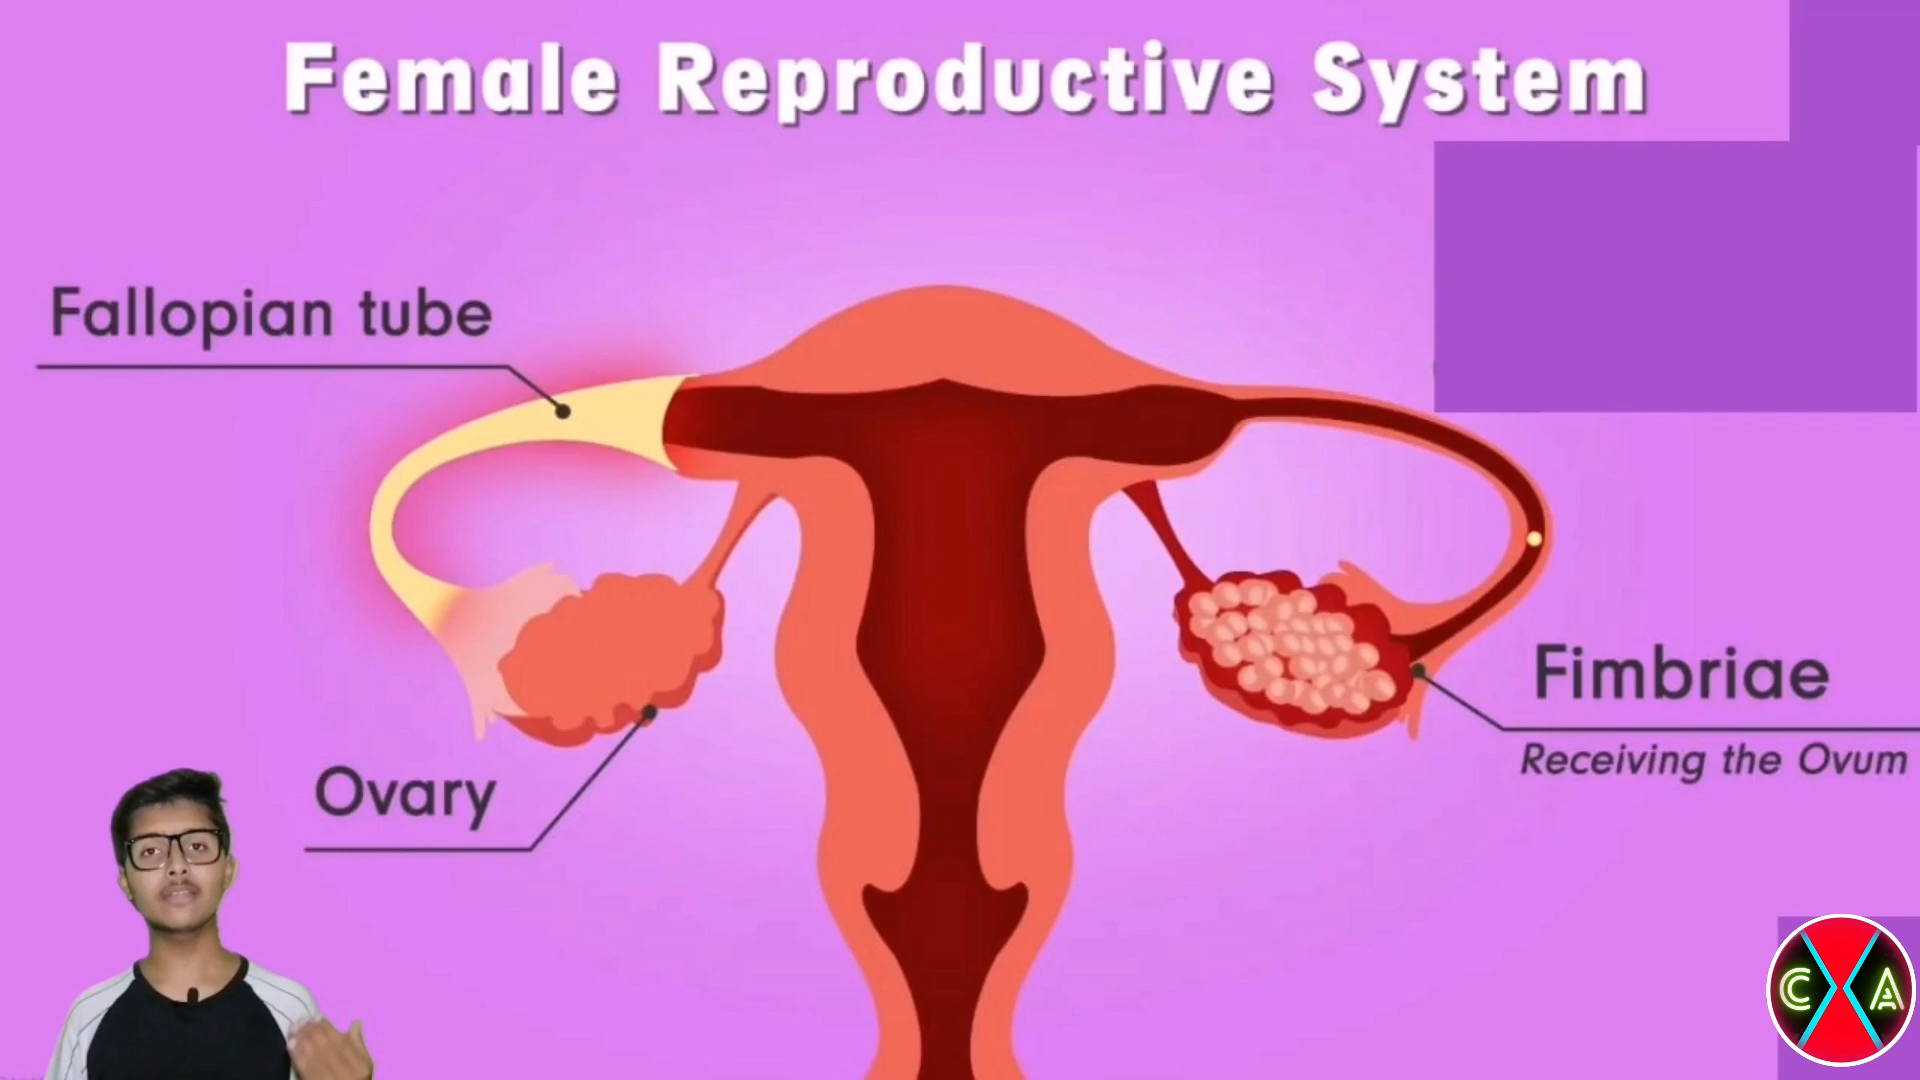 Female Reproductive System
Fallopian tube
Fimbriae
Receiving the Ovum
Ovary
C X A